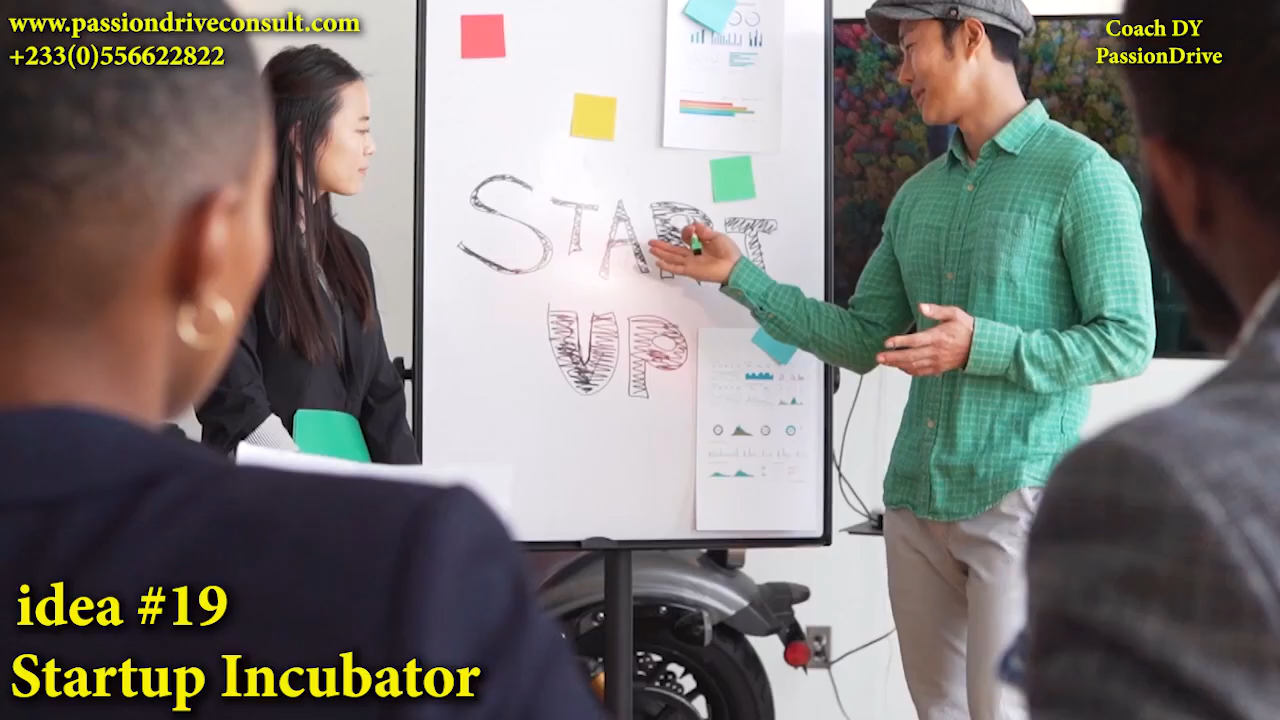 www.passiondriveconsult.com
+233(0)556622822
Coach DY
PassionDrive
START
UP
idea #19
Startup Incubator